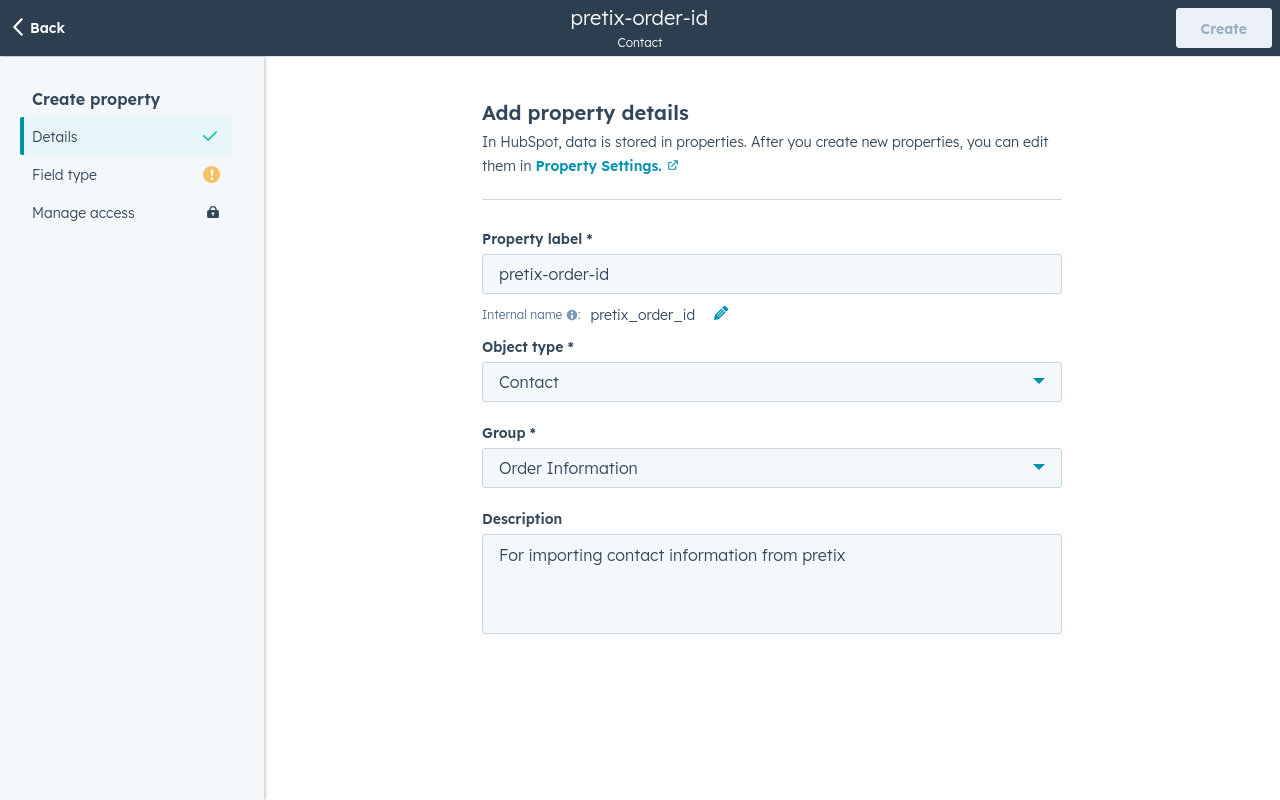 Back
pretix-order-id
Contact
Create
Create property
Details
Field type
Manage access
Add property details
In HubSpot, data is stored in properties. After you create new properties, you can edit
them in Property Settings.
Property label *
pretix-order-id
Internal name : pretix_order_id
Object type *
Contact
Group *
Order Information
Description
For importing contact information from pretix